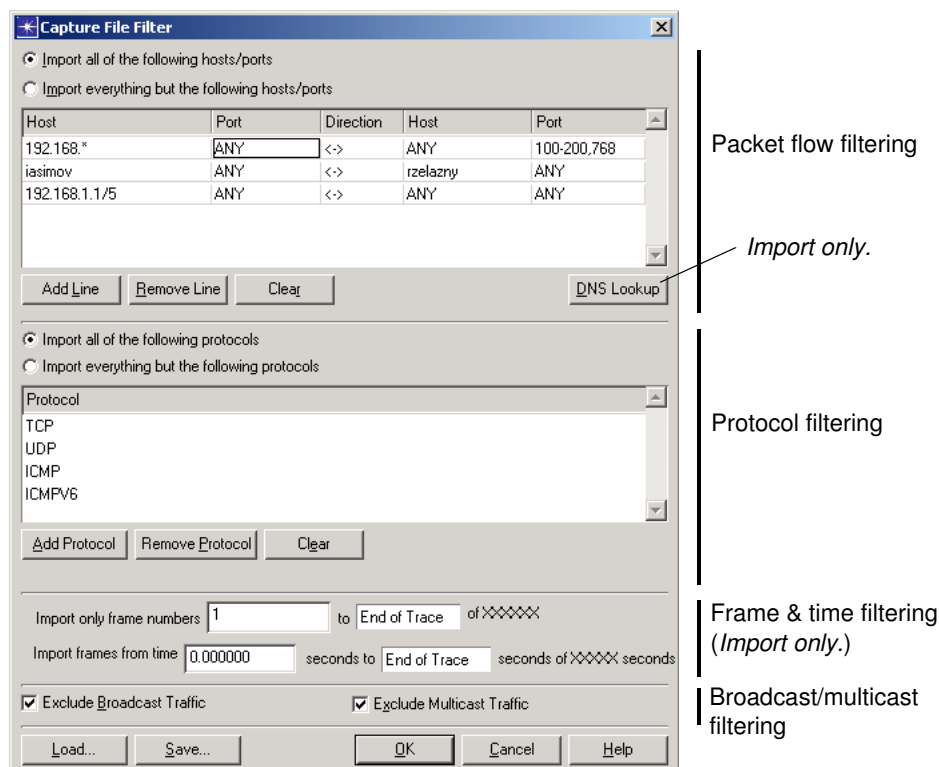 Capture File Filter
Import all of the following hosts/ports
Import everything but the following hosts/ports
Host Port Direction Host Port
192.168.* ANY <-> ANY 100-200,768
iasimov ANY <-> rzelazny ANY
192.168.1.1/5 ANY <-> ANY ANY
Add Line Remove Line Clear DNS Lookup
Packet flow filtering
Import only.
Import all of the following protocols
Import everything but the following protocols
Protocol
TCP
UDP
ICMP
ICMPV6
Add Protocol Remove Protocol Clear
Protocol filtering
Import only frame numbers 1 to End of Trace of XXXXXX
Import frames from time 0.000000 seconds to End of Trace seconds of XXXXX seconds
Frame & time filtering
(Import only.)
Exclude Broadcast Traffic Exclude Multicast Traffic
Broadcast/multicast
filtering
Load... Save... OK Cancel Help